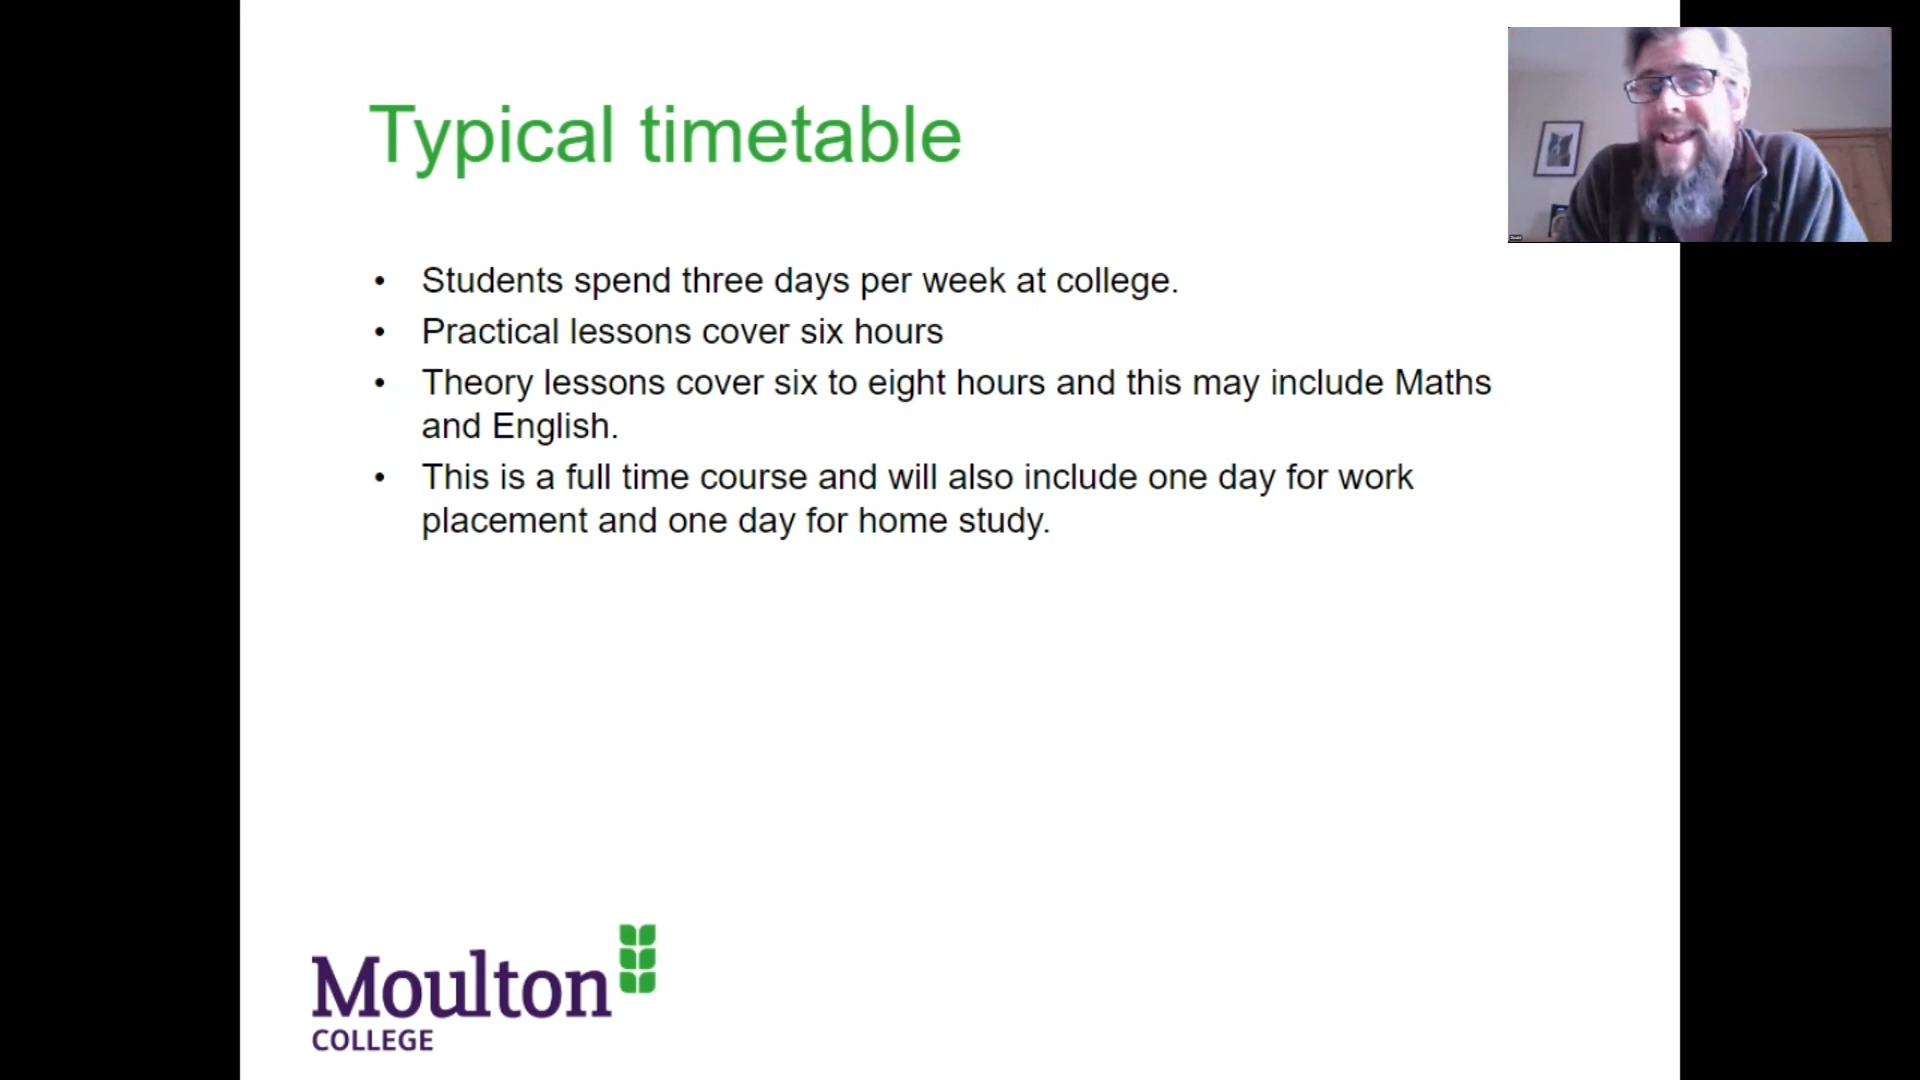 Typical timetable
• Students spend three days per week at college.
• Practical lessons cover six hours
• Theory lessons cover six to eight hours and this may include Maths
and English.
• This is a full time course and will also include one day for work
placement and one day for home study.
Moulton
COLLEGE